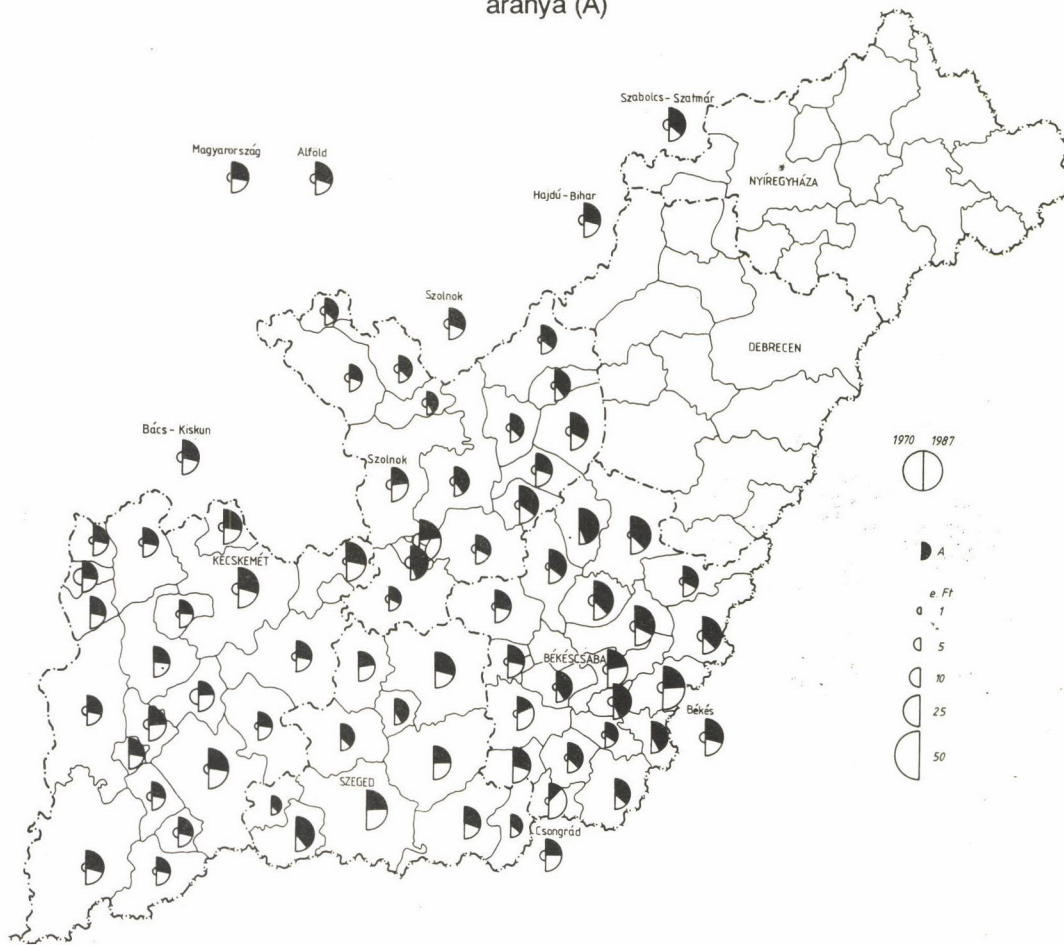 aránya (A)
Szabolcs-Szatmár
Magyarország
Alföld
NYÍREGYHÁZA
Hajdú-Bihar
Szolnok
DEBRECEN
Bács-Kiskun
Szolnok
1970 1987
KECSKEMÉT
A
e. Ft
1
5
BÉKÉSCSABA
10
25
Békés
50
SZEGED
Csongrád